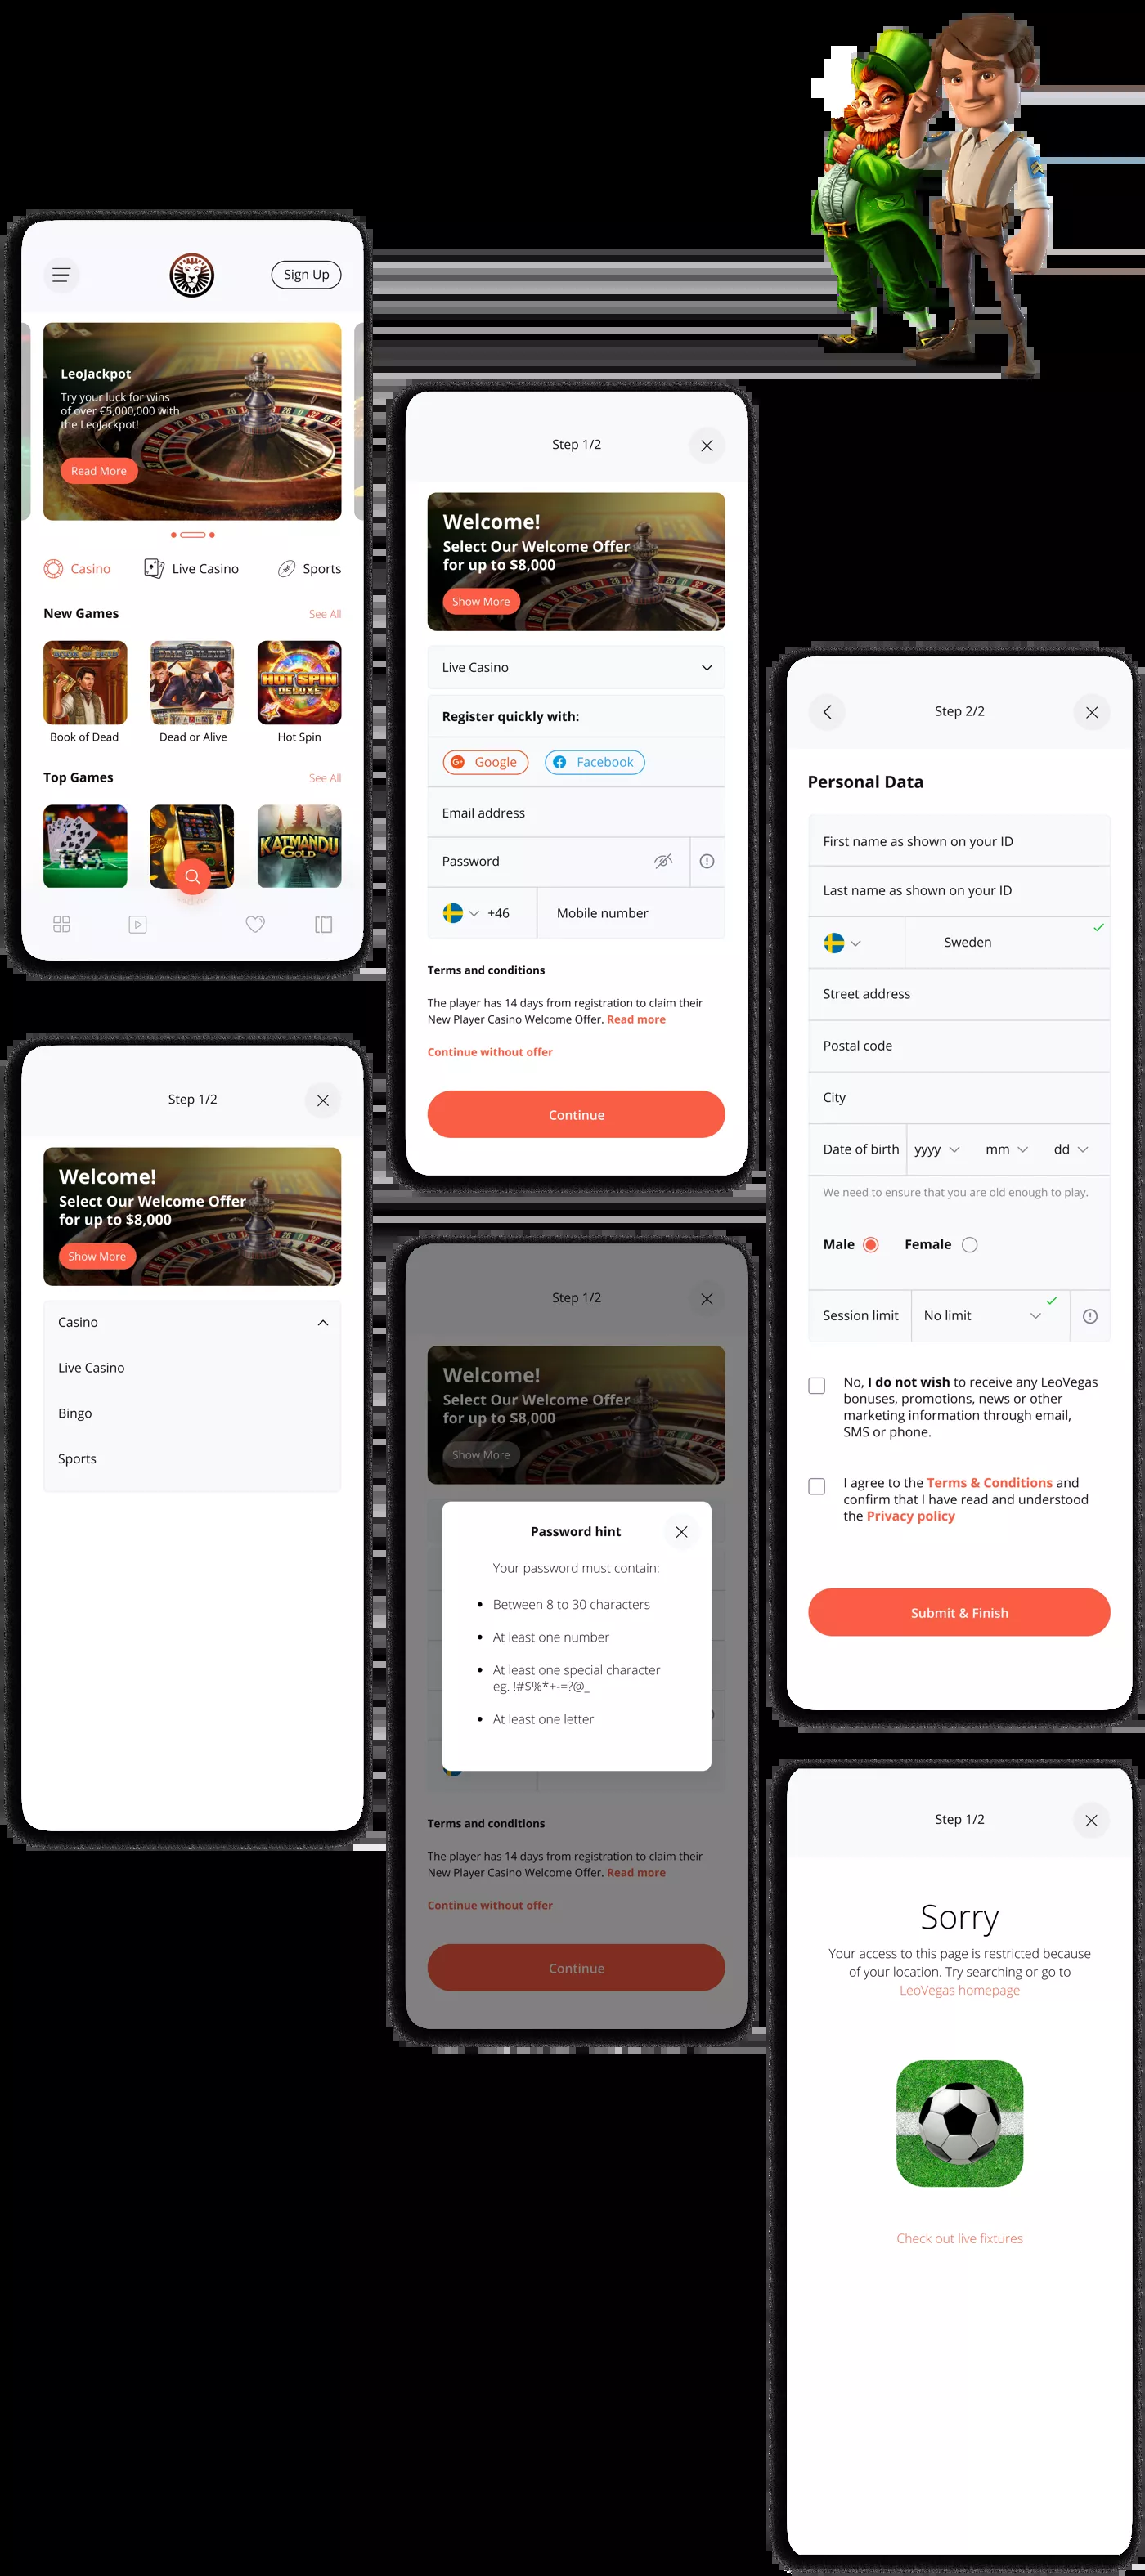 Sign Up
LeoJackpot
Try your luck for wins
of over €5,000,000 with
the LeoJackpot!
Read More
Casino
Live Casino
Sports
New Games
See All
HOT SPIN
DELUXE
Book of Dead
Dead or Alive
Hot Spin
Top Games
See All
KATMANDU
GOLD
Step 1/2
Welcome!
Select Our Welcome Offer
for up to $8,000
Show More
Live Casino
Register quickly with:
Google
Facebook
Email address
Password
+46
Mobile number
Terms and conditions
The player has 14 days from registration to claim their
New Player Casino Welcome Offer. Read more
Continue without offer
Continue
Step 2/2
Personal Data
First name as shown on your ID
Last name as shown on your ID
Sweden
Street address
Postal code
City
Date of birth
yyyy
mm
dd
We need to ensure that you are old enough to play.
Male
Female
Session limit
No limit
No, I do not wish to receive any LeoVegas
bonuses, promotions, news or other
marketing information through email,
SMS or phone.
I agree to the Terms & Conditions and
confirm that I have read and understood
the Privacy policy
Submit & Finish
Step 1/2
Welcome!
Select Our Welcome Offer
for up to $8,000
Show More
Casino
Live Casino
Bingo
Sports
Step 1/2
Welcome!
Select Our Welcome Offer
for up to $8,000
Show More
Password hint
Your password must contain:
Between 8 to 30 characters
At least one number
At least one special character
eg. !#$%*+-=?@_
At least one letter
Terms and conditions
The player has 14 days from registration to claim their
New Player Casino Welcome Offer. Read more
Continue without offer
Continue
Step 1/2
Sorry
Your access to this page is restricted because
of your location. Try searching or go to
LeoVegas homepage
Check out live fixtures